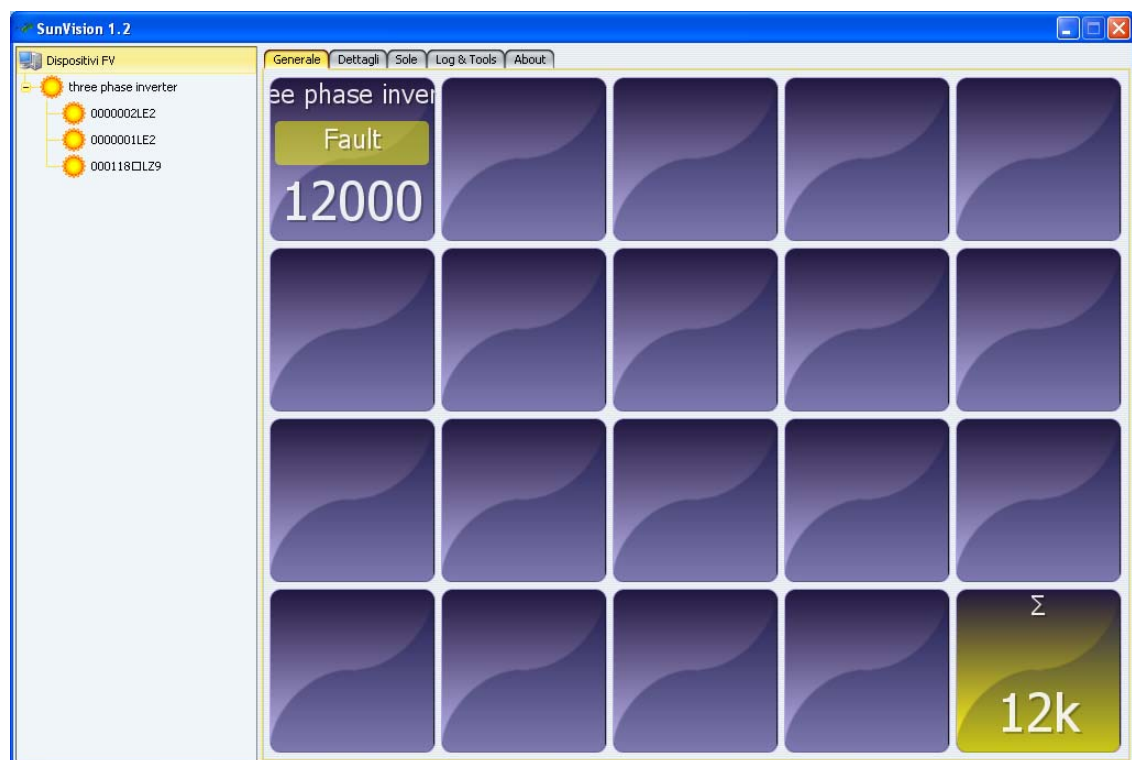 SunVision 1.2
Dispositivi FV
three phase inverter
0000002LE2
0000001LE2
000118□LZ9
Generale Dettagli Sole Log & Tools About
ee phase inver
Fault
12000
Σ
12k